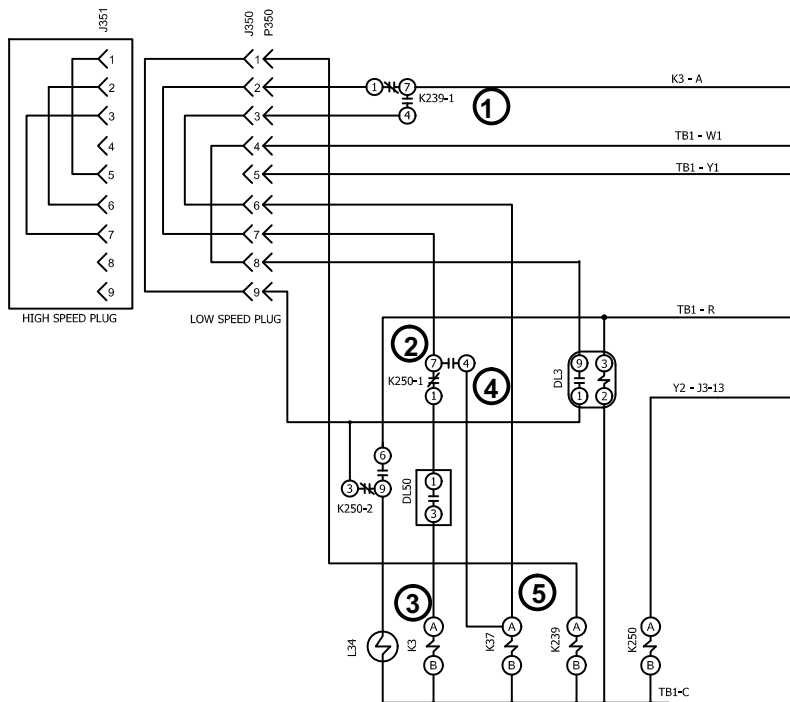 J351
J350
P350
1
2
3
4
5
6
7
8
9
HIGH SPEED PLUG
1
2
3
4
5
6
7
8
9
LOW SPEED PLUG
1
7
K239-1
4
1
K3 - A
TB1 - W1
TB1 - Y1
TB1 - R
2
7
4
K250-1
1
4
DL3
9
3
1
2
Y2 - J3-13
6
3
9
K250-2
DL50
1
3
3
5
L34
K3
A
B
K37
A
B
K239
A
B
K250
A
B
TB1-C